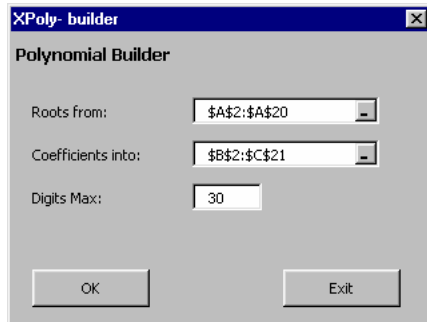 XPoly- builder
Polynomial Builder
Roots from: $A$2:$A$20
Coefficients into: $B$2:$C$21
Digits Max: 30
OK Exit